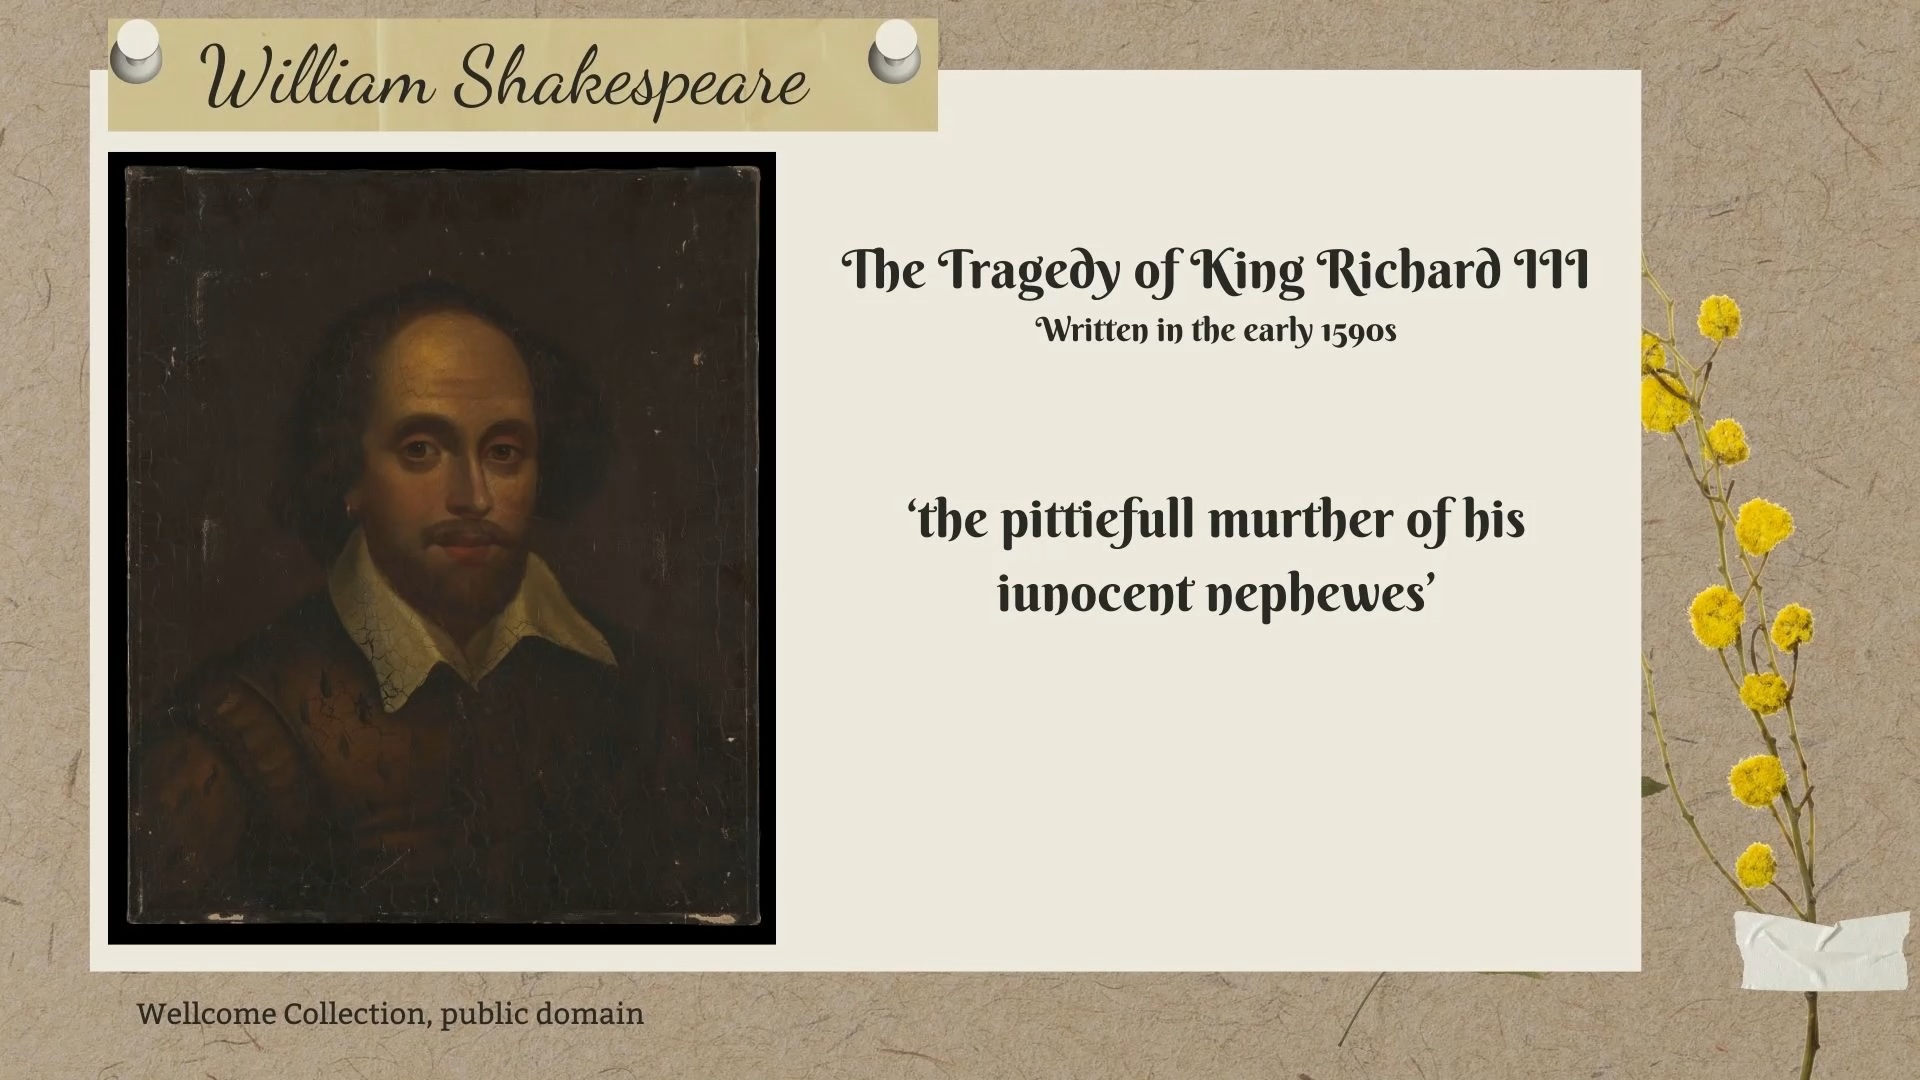 William Shakespeare
The Tragedy of King Richard III
Written in the early 1590s
‘the pittiefull murther of his
iunocent nephewes’
Wellcome Collection, public domain